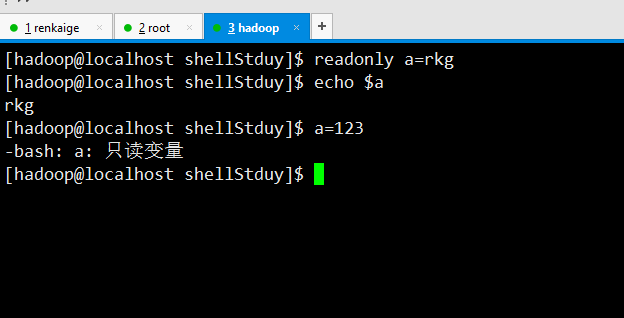 1 renkaige × 2 root × 3 hadoop × +
[hadoop@localhost shellStduy]$ readonly a=rkg
[hadoop@localhost shellStduy]$ echo $a
rkg
[hadoop@localhost shellStduy]$ a=123
-bash: a: 只读变量
[hadoop@localhost shellStduy]$